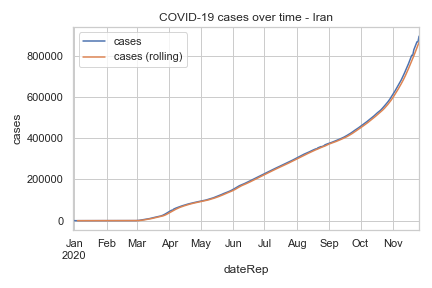 COVID-19 cases over time - Iran
cases
cases (rolling)
cases
800000
600000
400000
200000
0
Jan Feb Mar Apr May Jun Jul Aug Sep Oct Nov
2020
dateRep